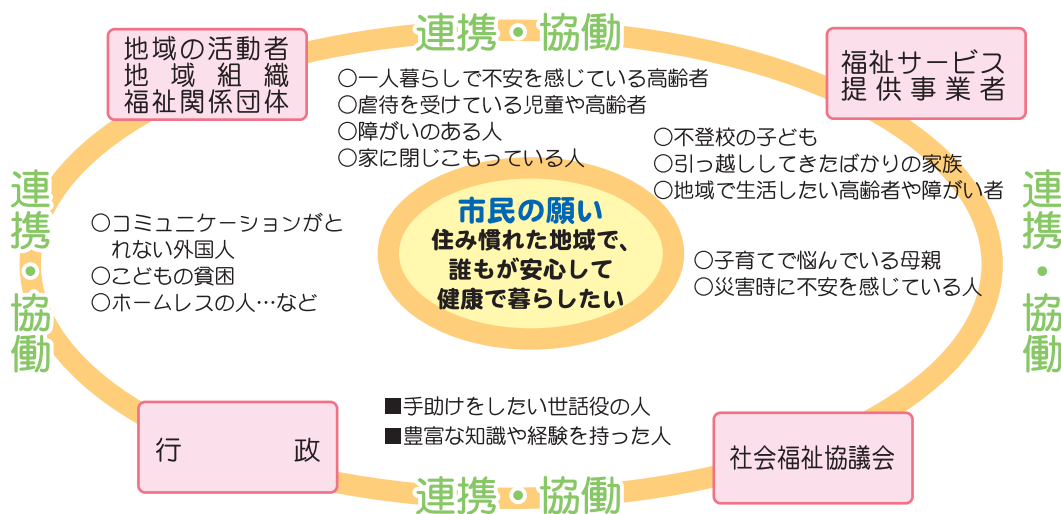 連携・協働
地域の活動者
地域組織
福祉関係団体
福祉サービス
提供事業者
○一人暮らしで不安を感じている高齢者
○虐待を受けている児童や高齢者
○障がいのある人
○家に閉じこもっている人
○不登校の子ども
○引っ越ししてきたばかりの家族
○地域で生活したい高齢者や障がい者
連携・協働
連携・協働
○コミュニケーションがと
れない外国人
○こどもの貧困
○ホームレスの人…など
市民の願い
住み慣れた地域で、
誰もが安心して
健康で暮らしたい
○子育てで悩んでいる母親
○災害時に不安を感じている人
■手助けをしたい世話役の人
■豊富な知識や経験を持った人
行政
社会福祉協議会
連携・協働